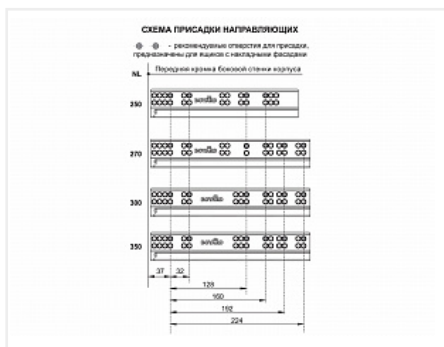 СХЕМА ПРИСАДКИ НАПРАВЛЯЮЩИХ
- рекомендуемые отверстия для присадки,
предназначены для ящиков с накладными фасадами
NL
Передняя кромка боковой стенки корпуса
250
270
300
350
37
32
128
160
192
224